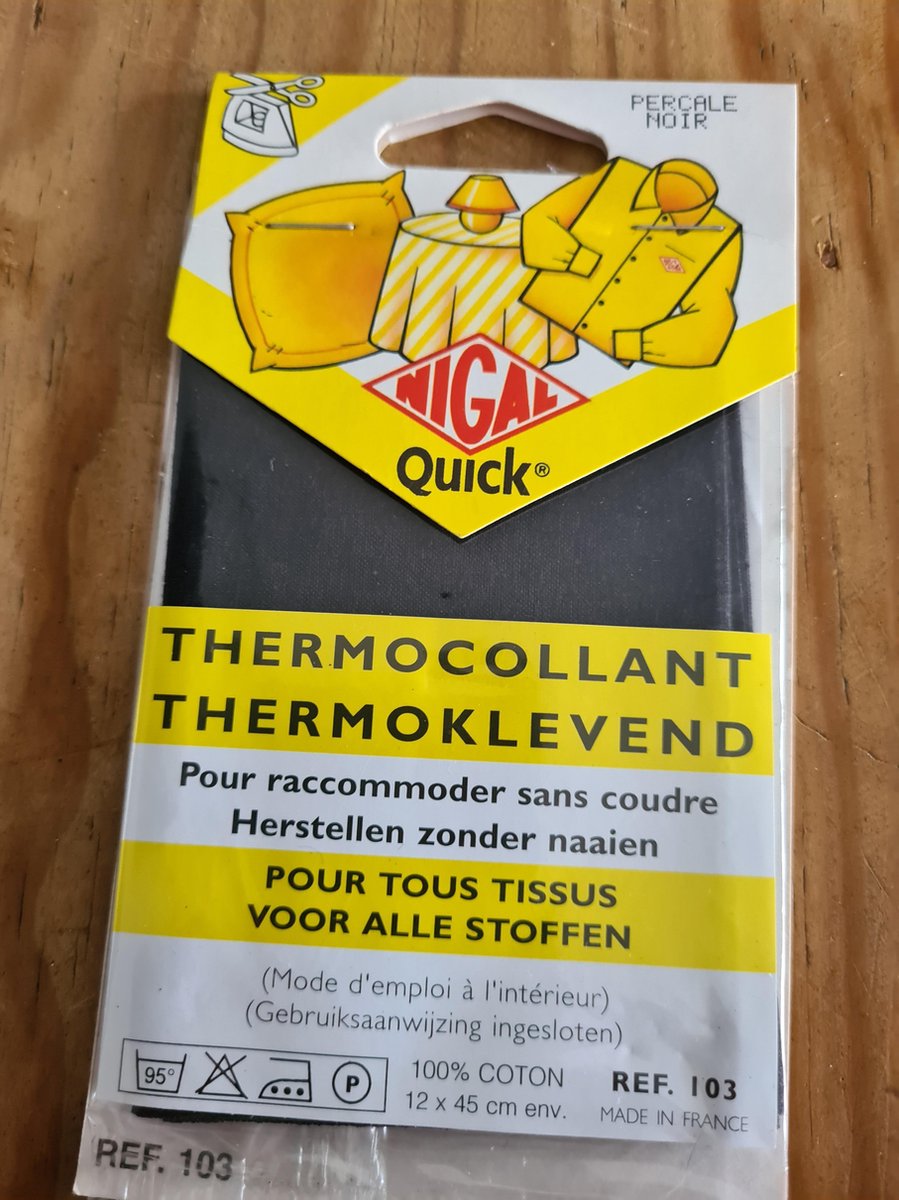 PERCALE
NOIR
NIGAL
Quick®
THERMOCOLLANT
THERMOKLEVEND
Pour raccommoder sans coudre
Herstellen zonder naaien
POUR TOUS TISSUS
VOOR ALLE STOFFEN
(Mode d'emploi à l'intérieur)
(Gebruiksaanwijzing ingesloten)
95°
P
100% COTON
12 x 45 cm env.
REF. 103
MADE IN FRANCE
REF. 103